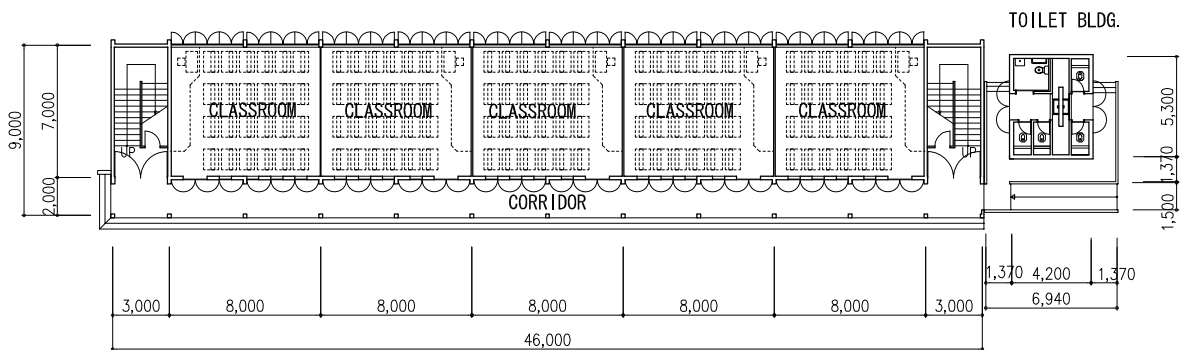 TOILET BLDG.
9,000
7,000
2,000
CLASSROOM
CLASSROOM
CLASSROOM
CLASSROOM
CLASSROOM
UP
UP
CORRIDOR
5,300
1,370
1,500
3,000
8,000
8,000
8,000
8,000
8,000
3,000
1,370
4,200
1,370
6,940
46,000